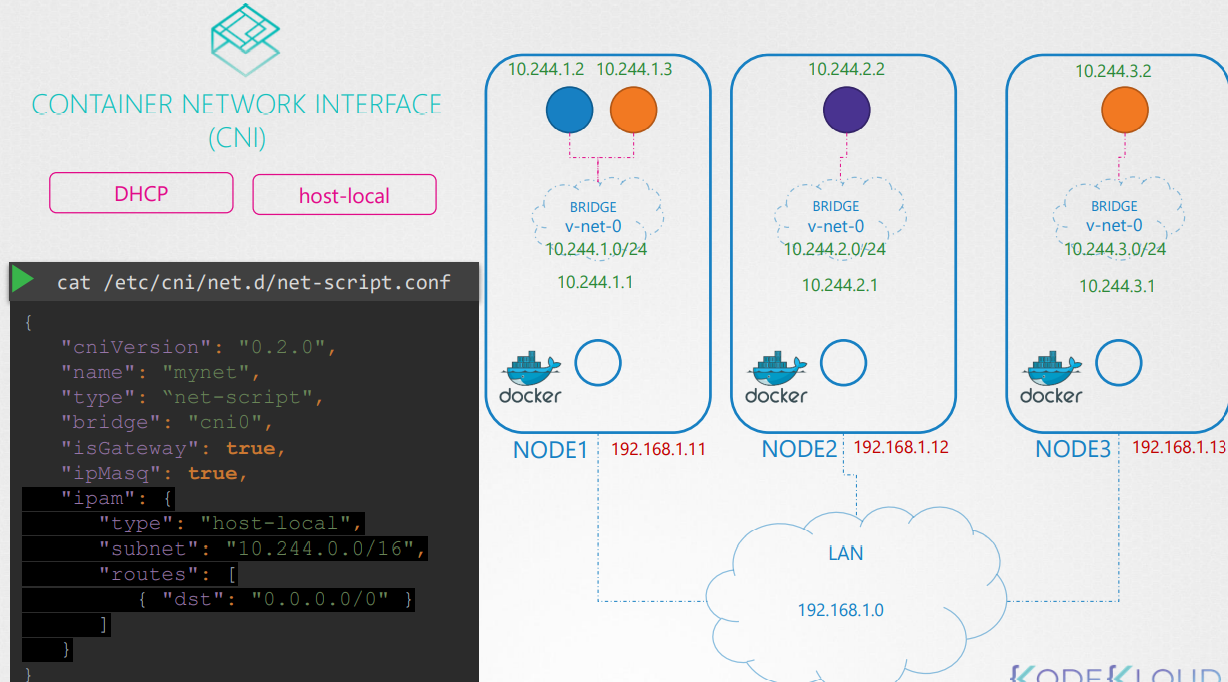 CONTAINER NETWORK INTERFACE
(CNI)
DHCP
host-local
cat /etc/cni/net.d/net-script.conf
{
"cniVersion": "0.2.0",
"name": "mynet",
"type": “net-script",
"bridge": "cni0",
"isGateway": true,
"ipMasq": true,
"ipam": {
"type": "host-local",
"subnet": "10.244.0.0/16",
"routes": [
{ "dst": "0.0.0.0/0" }
]
}
}
10.244.1.2 10.244.1.3
BRIDGE
v-net-0
10.244.1.0/24
10.244.1.1
docker
NODE1 192.168.1.11
10.244.2.2
BRIDGE
v-net-0
10.244.2.0/24
10.244.2.1
docker
NODE2 192.168.1.12
10.244.3.2
BRIDGE
v-net-0
10.244.3.0/24
10.244.3.1
docker
NODE3 192.168.1.13
LAN
192.168.1.0
KODEKLOUD